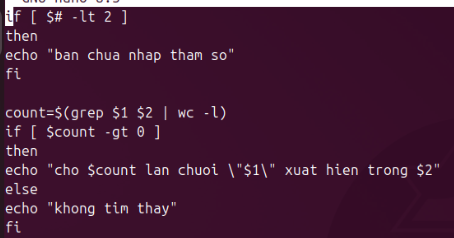 if [ $# -lt 2 ]
then
echo "ban chua nhap tham so"
fi

count=$(grep $1 $2 | wc -l)
if [ $count -gt 0 ]
then
echo "cho $count lan chuoi \"$1\" xuat hien trong $2"
else
echo "khong tim thay"
fi